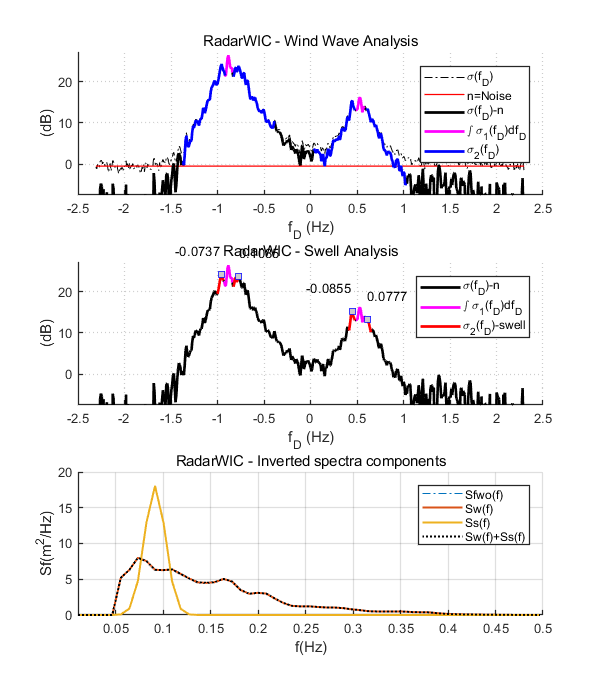 RadarWIC - Wind Wave Analysis
20
10
0
(dB)
σ(f_D)
n=Noise
σ(f_D)-n
∫ σ_1(f_D)df_D
σ_2(f_D)
-2.5 -2 -1.5 -1 -0.5 0 0.5 1 1.5 2 2.5
f_D (Hz)
RadarWIC - Swell Analysis
-0.0737
-0.0855
0.0777
20
10
0
(dB)
σ(f_D)-n
∫ σ_1(f_D)df_D
σ_2(f_D)-swell
-2.5 -2 -1.5 -1 -0.5 0 0.5 1 1.5 2 2.5
f_D (Hz)
RadarWIC - Inverted spectra components
20
15
10
5
0
Sf(m²/Hz)
Sfwo(f)
Sw(f)
Ss(f)
Sw(f)+Ss(f)
0.05 0.1 0.15 0.2 0.25 0.3 0.35 0.4 0.45 0.5
f(Hz)